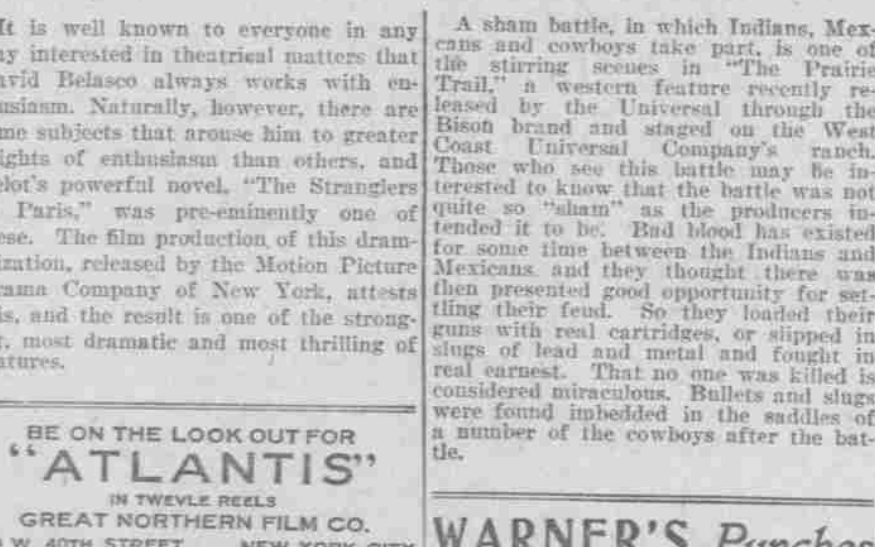 It is well known to everyone in any
ay interested in theatrical matters that
avid Belasco always works with en-
usiasm. Naturally, however, there are
me subjects that arouse him to greater
ights of enthusiasm than others, and
elot's powerful novel, "The Stranglers
Paris," was pre-eminently one of
ese. The film production of this dram-
ization, released by the Motion Picture
rama Company of New York, attests
is, and the result is one of the strong-
t, most dramatic and most thrilling of
atures.
BE ON THE LOOK OUT FOR
"ATLANTIS"
IN TWEVLE REELS
GREAT NORTHERN FILM CO.
W. 40TH STREET NEW YORK CITY
A sham battle, in which Indians, Mex-
cans and cowboys take part, is one of
the stirring scenes in "The Prairie
Trail," a western feature recently re-
leased by the Universal through the
Bison brand and staged on the West
Coast Universal Company's ranch.
Those who see this battle may be in-
terested to know that the battle was not
quite so "sham" as the producers in-
tended it to be. Bad blood has existed
for some time between the Indians and
Mexicans and they thought there was
then presented good opportunity for set-
tling their feud. So they loaded their
guns with real cartridges, or slipped in
slugs of lead and metal and fought in
real earnest. That no one was killed is
considered miraculous. Bullets and slugs
were found imbedded in the saddles of
a number of the cowboys after the bat-
tle.
WARNER'S Punches